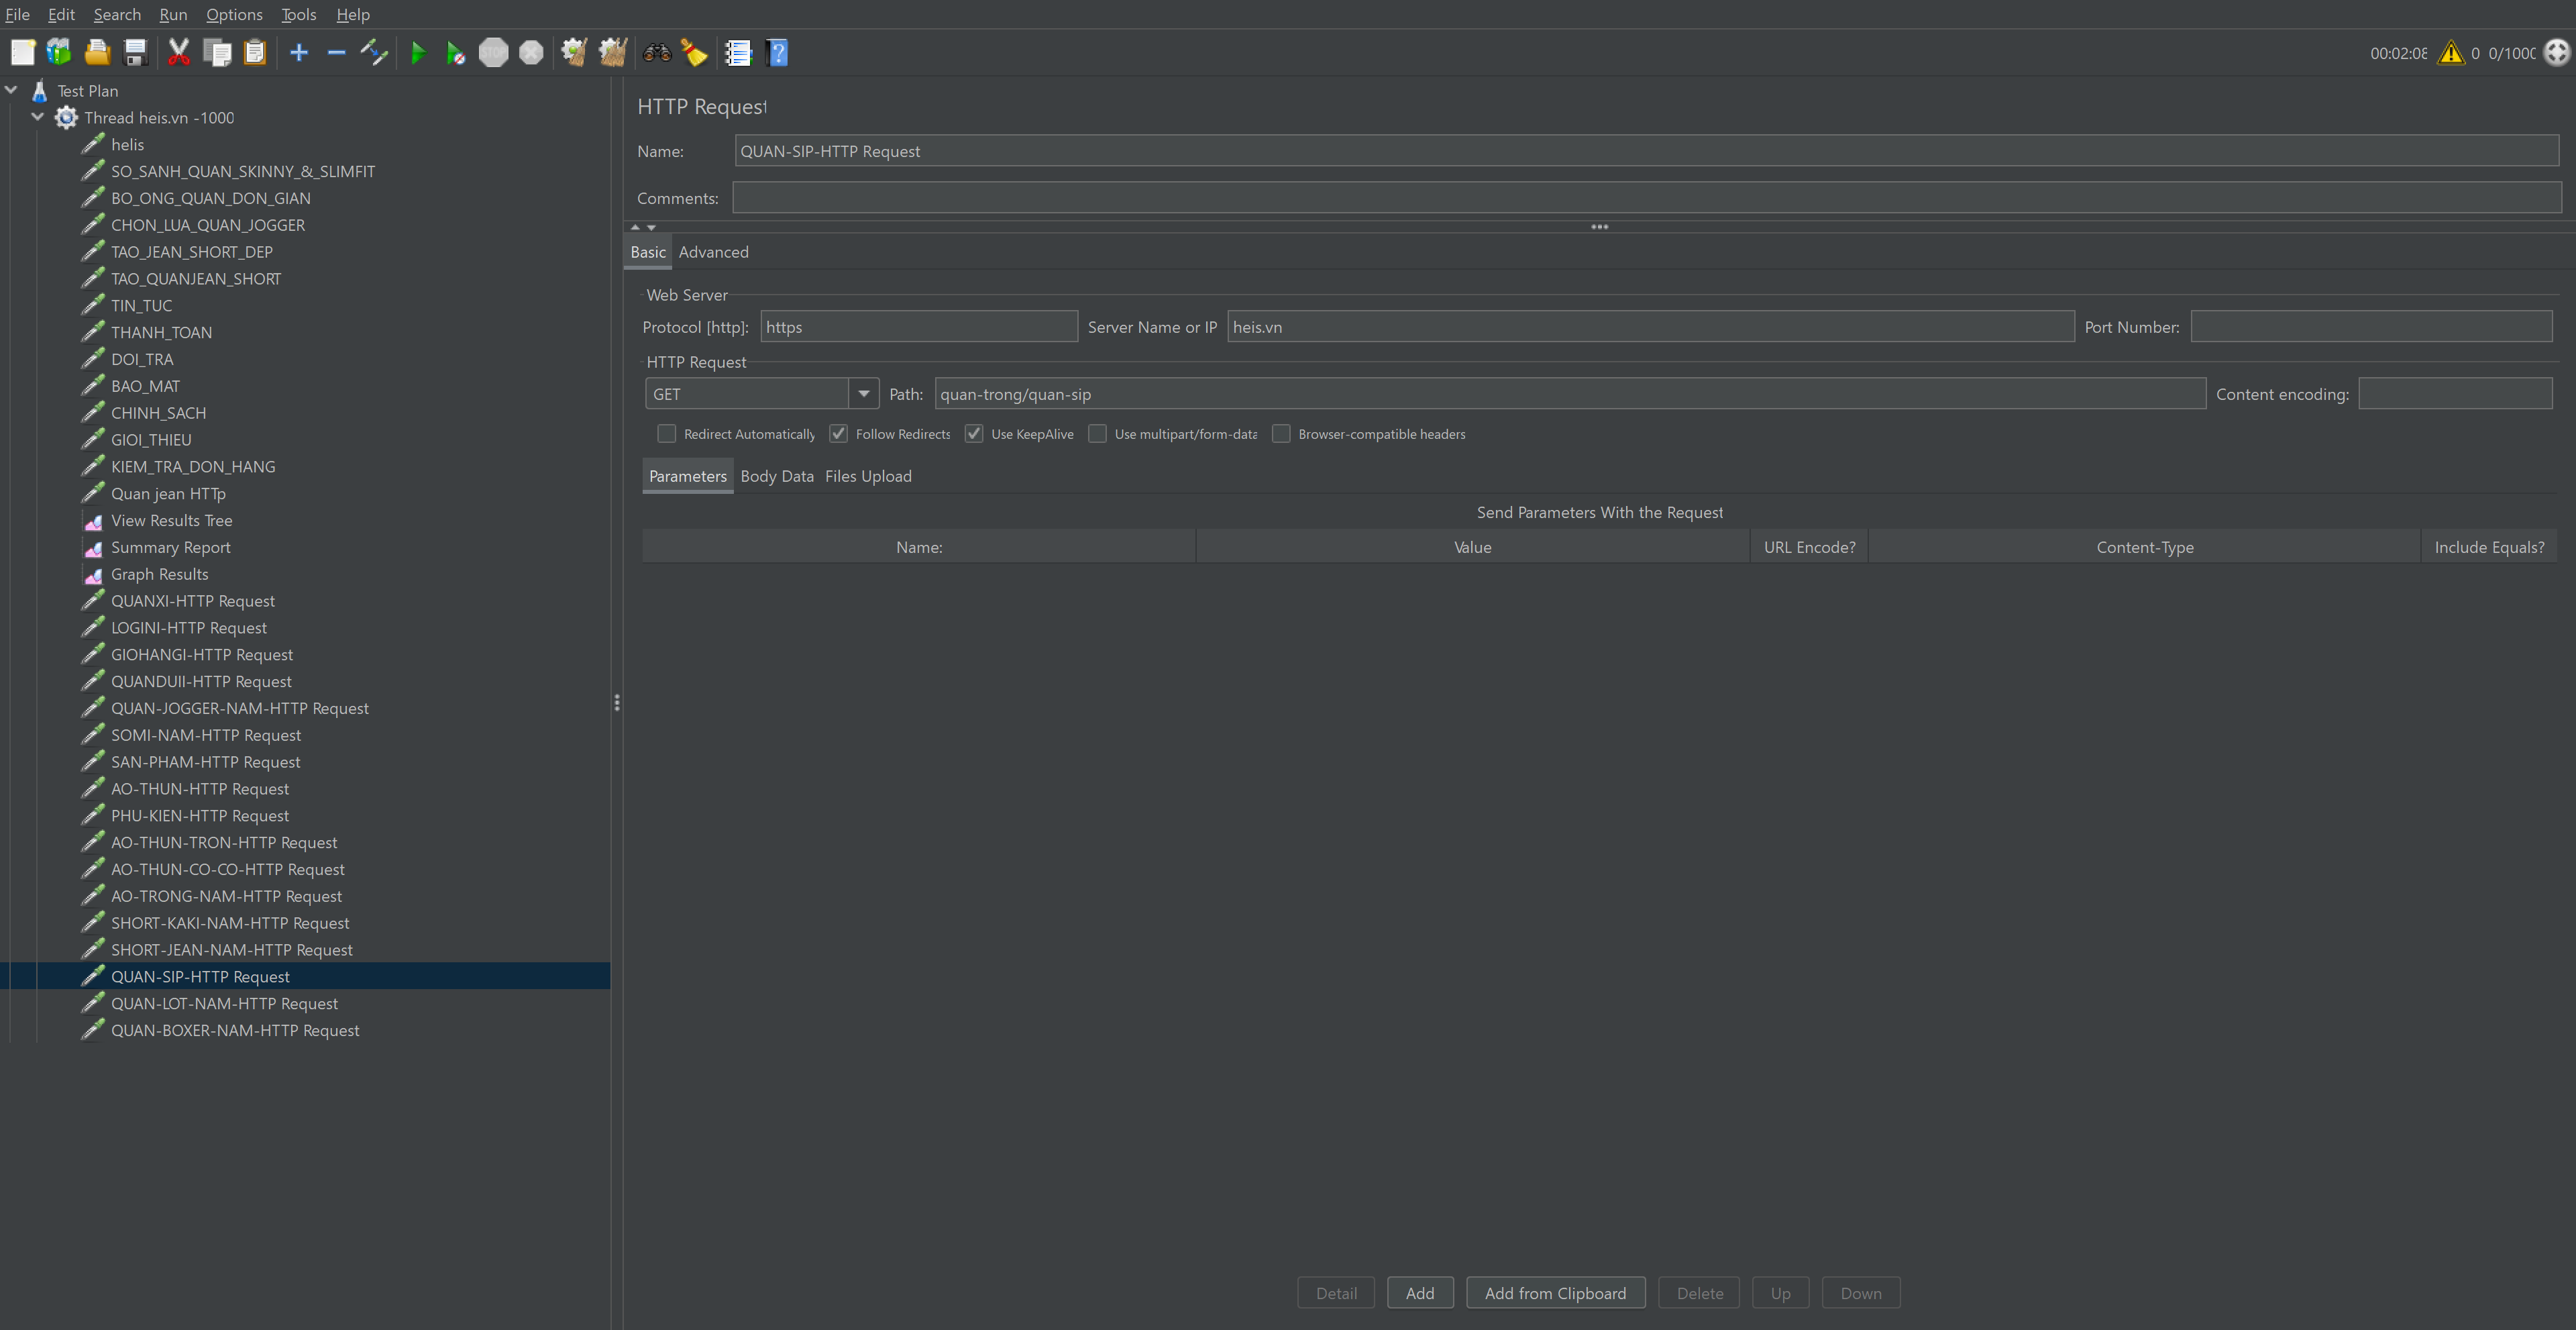 File Edit Search Run Options Tools Help
STOP
00:02:08 0 0/1000
Test Plan
Thread heis.vn -1000
helis
SO_SANH_QUAN_SKINNY_&_SLIMFIT
BO_ONG_QUAN_DON_GIAN
CHON_LUA_QUAN_JOGGER
TAO_JEAN_SHORT_DEP
TAO_QUANJEAN_SHORT
TIN_TUC
THANH_TOAN
DOI_TRA
BAO_MAT
CHINH_SACH
GIOI_THIEU
KIEM_TRA_DON_HANG
Quan jean HTTp
View Results Tree
Summary Report
Graph Results
QUANXI-HTTP Request
LOGINI-HTTP Request
GIOHANGI-HTTP Request
QUANDUII-HTTP Request
QUAN-JOGGER-NAM-HTTP Request
SOMI-NAM-HTTP Request
SAN-PHAM-HTTP Request
AO-THUN-HTTP Request
PHU-KIEN-HTTP Request
AO-THUN-TRON-HTTP Request
AO-THUN-CO-CO-HTTP Request
AO-TRONG-NAM-HTTP Request
SHORT-KAKI-NAM-HTTP Request
SHORT-JEAN-NAM-HTTP Request
QUAN-SIP-HTTP Request
QUAN-LOT-NAM-HTTP Request
QUAN-BOXER-NAM-HTTP Request
HTTP Request
Name: QUAN-SIP-HTTP Request
Comments:
Basic Advanced
Web Server
Protocol [http]: https Server Name or IP heis.vn Port Number:
HTTP Request
GET Path: quan-trong/quan-sip Content encoding:
Redirect Automatically Follow Redirects Use KeepAlive Use multipart/form-data Browser-compatible headers
Parameters Body Data Files Upload
Send Parameters With the Request
Name: Value URL Encode? Content-Type Include Equals?
Detail Add Add from Clipboard Delete Up Down